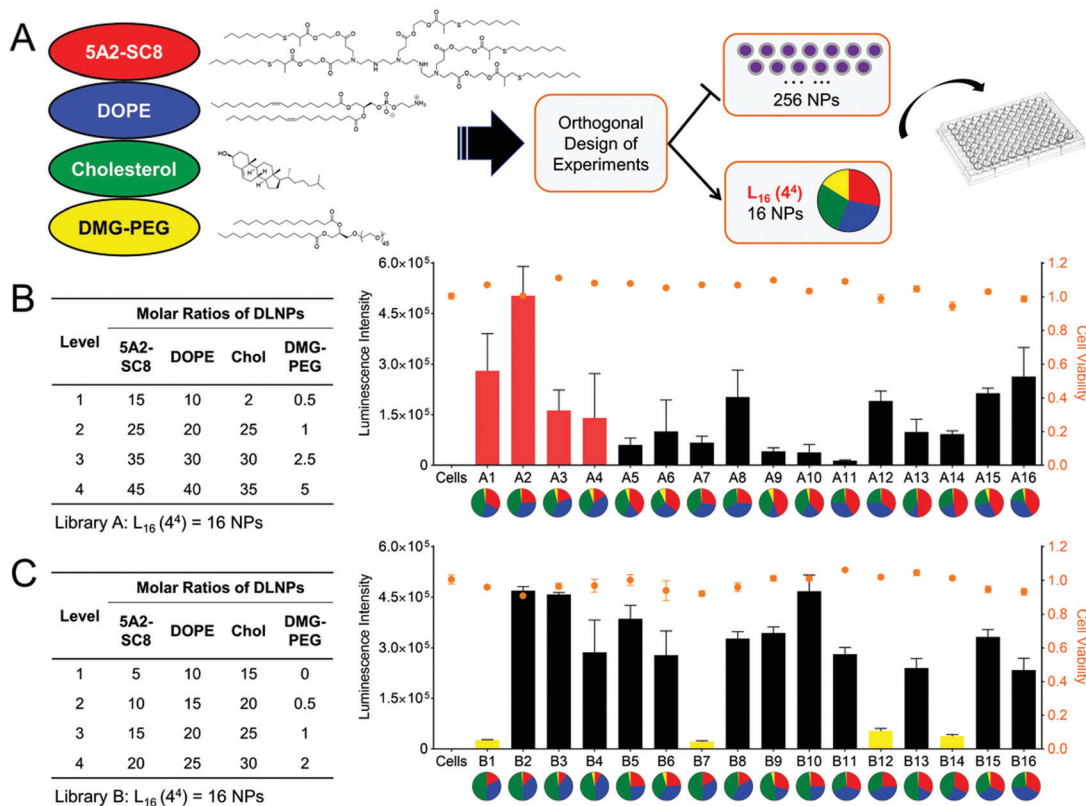 A
5A2-SC8
DOPE
Cholesterol
DMG-PEG
Orthogonal
Design of
Experiments
... ...
256 NPs
L₁₆ (4⁴)
16 NPs
B
Molar Ratios of DLNPs
Level 5A2-SC8 DOPE Chol DMG-PEG
1 15 10 2 0.5
2 25 20 25 1
3 35 30 30 2.5
4 45 40 35 5
Library A: L₁₆ (4⁴) = 16 NPs
Luminescence Intensity
6.0×10⁵
4.5×10⁵
3.0×10⁵
1.5×10⁵
0
1.2
1.0
0.8
0.6
0.4
0.2
0.0
Cell Viability
Cells A1 A2 A3 A4 A5 A6 A7 A8 A9 A10 A11 A12 A13 A14 A15 A16
C
Molar Ratios of DLNPs
Level 5A2-SC8 DOPE Chol DMG-PEG
1 5 10 15 0
2 10 15 20 0.5
3 15 20 25 1
4 20 25 30 2
Library B: L₁₆ (4⁴) = 16 NPs
Luminescence Intensity
6.0×10⁵
4.5×10⁵
3.0×10⁵
1.5×10⁵
0
1.2
1.0
0.8
0.6
0.4
0.2
0.0
Cell Viability
Cells B1 B2 B3 B4 B5 B6 B7 B8 B9 B10 B11 B12 B13 B14 B15 B16